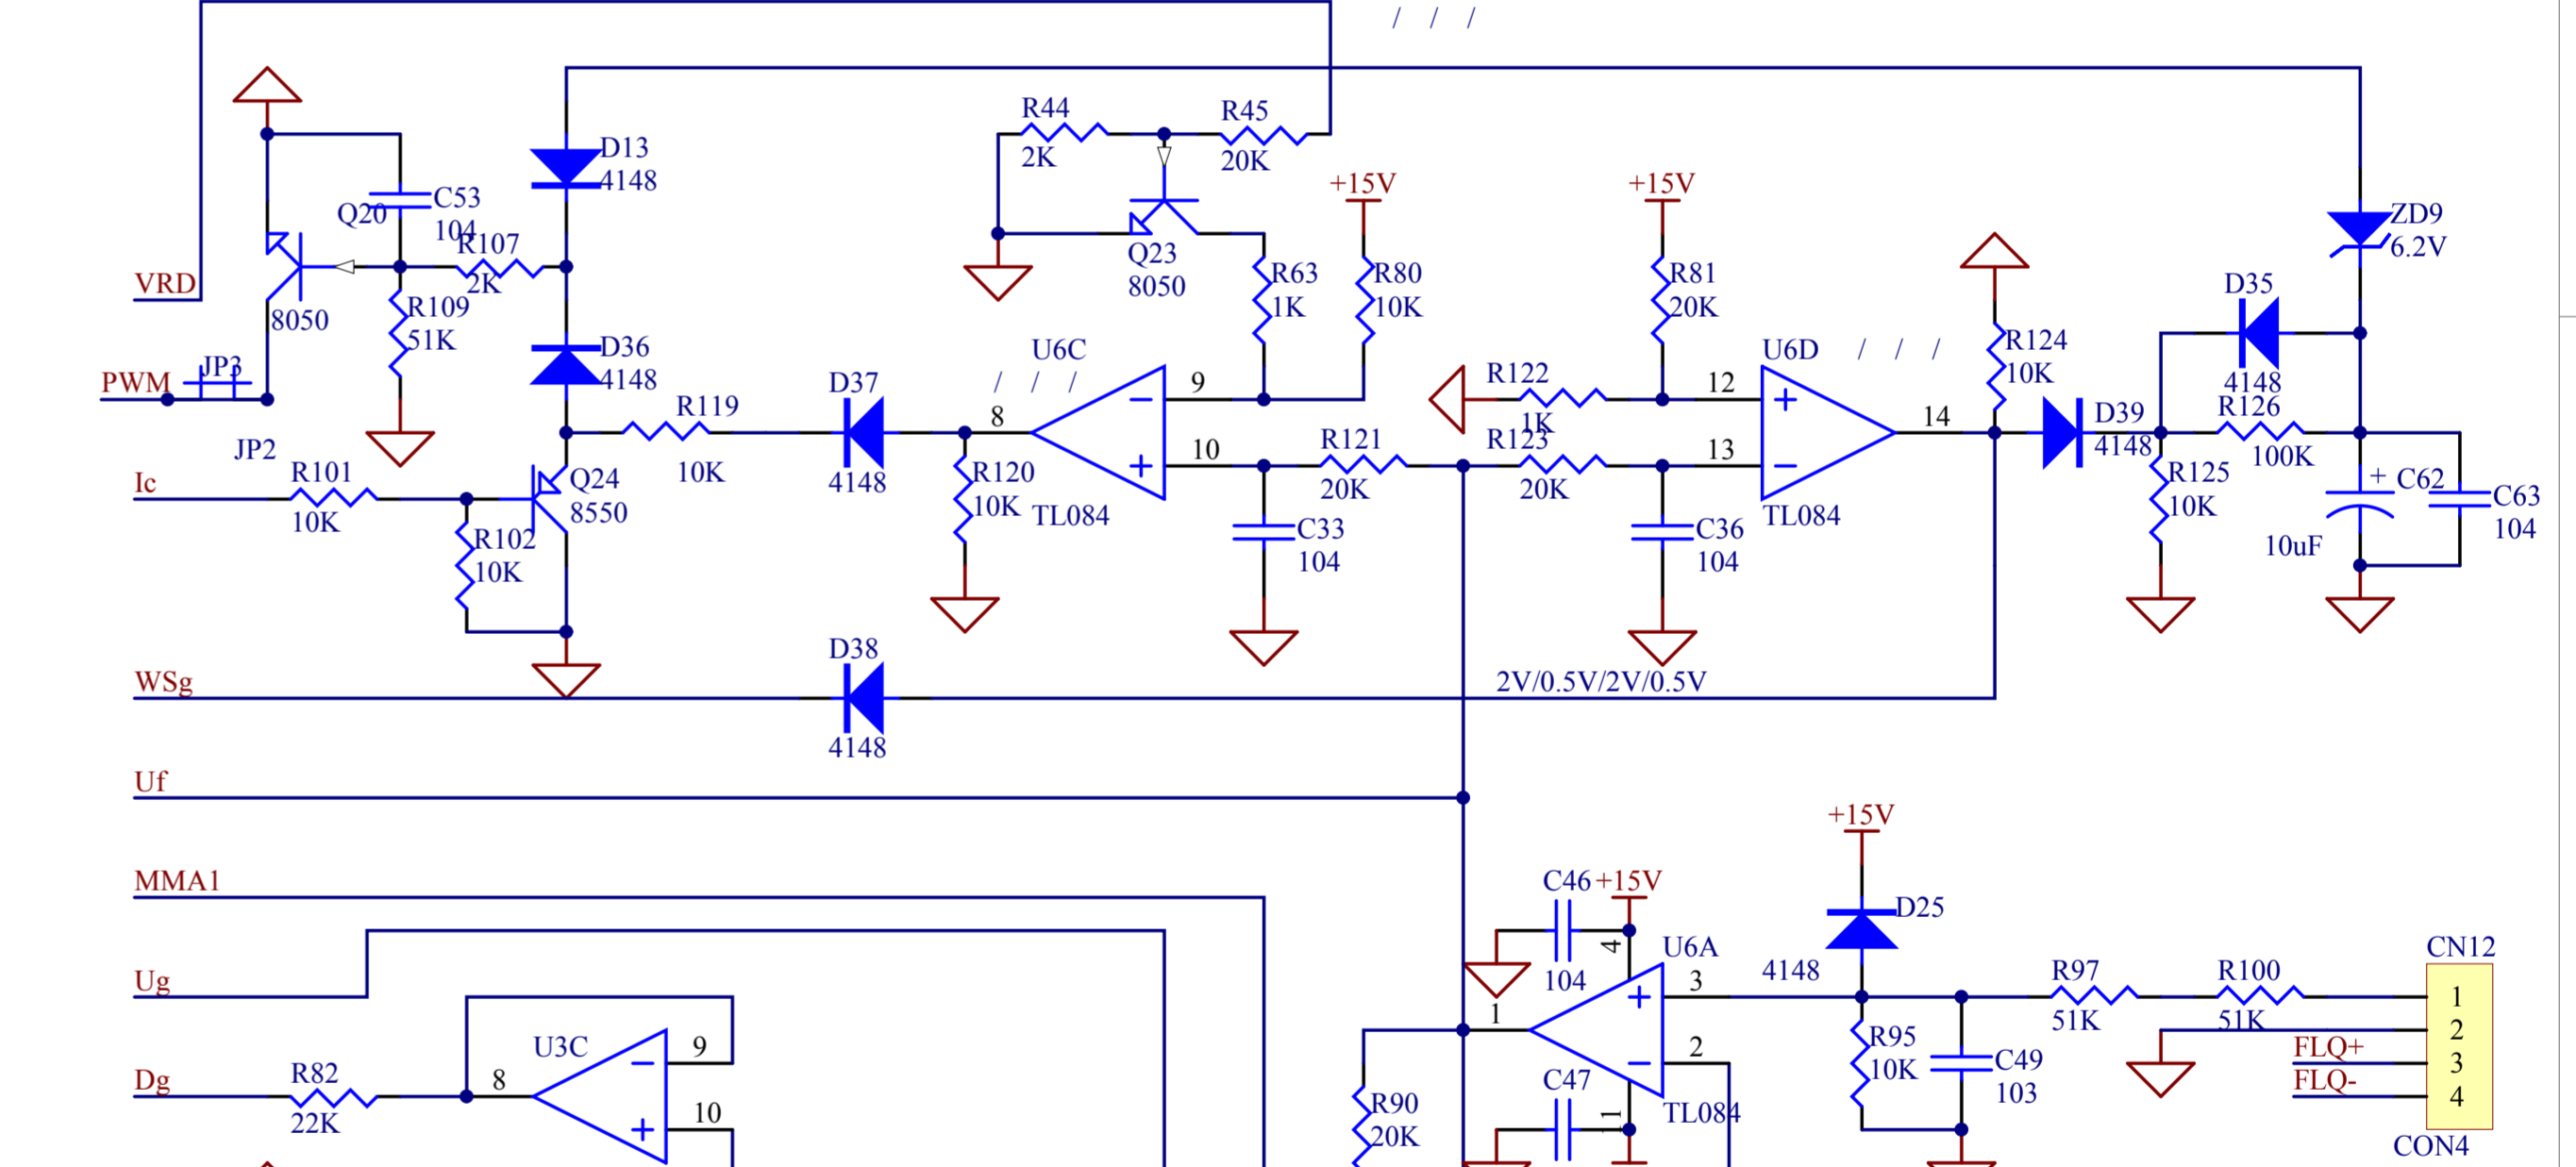 / / /
R44
2K
R45
20K
+15V
+15V
D13
4148
Q20
C53
104
R107
2K
Q23
8050
ZD9
6.2V
VRD
8050
R109
51K
R63
1K
R80
10K
R81
20K
D35
4148
D36
4148
U6C
/ / /
U6D
/ / /
R124
10K
PWM
JP3
D37
4148
9
8
10
R122
1K
12
13
14
D39
4148
R126
100K
R119
10K
JP2
Ic
R101
10K
Q24
8550
R120
10K
TL084
R121
20K
R123
20K
TL084
R125
10K
+ C62
10uF
C63
104
R102
10K
C33
104
C36
104
WSg
D38
4148
2V/0.5V/2V/0.5V
Uf
+15V
MMA1
C46
+15V
104
4
U6A
D25
4148
CN12
Ug
3
R97
51K
R100
51K
1
2
3
4
1
2
FLQ+
FLQ-
CON4
U3C
9
8
10
Dg
R82
22K
R90
20K
C47
11
TL084
R95
10K
C49
103